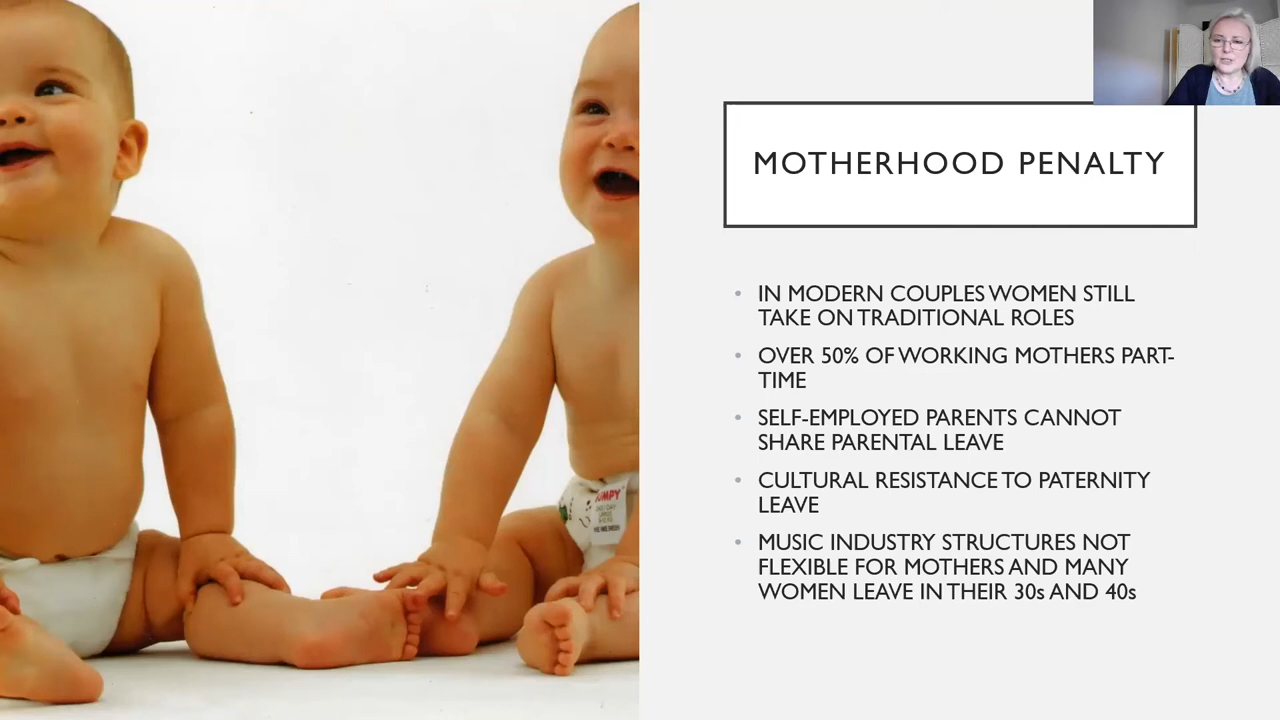 MOTHERHOOD PENALTY
IN MODERN COUPLES WOMEN STILL
TAKE ON TRADITIONAL ROLES
OVER 50% OF WORKING MOTHERS PART-
TIME
SELF-EMPLOYED PARENTS CANNOT
SHARE PARENTAL LEAVE
CULTURAL RESISTANCE TO PATERNITY
LEAVE
MUSIC INDUSTRY STRUCTURES NOT
FLEXIBLE FOR MOTHERS AND MANY
WOMEN LEAVE IN THEIR 30s AND 40s